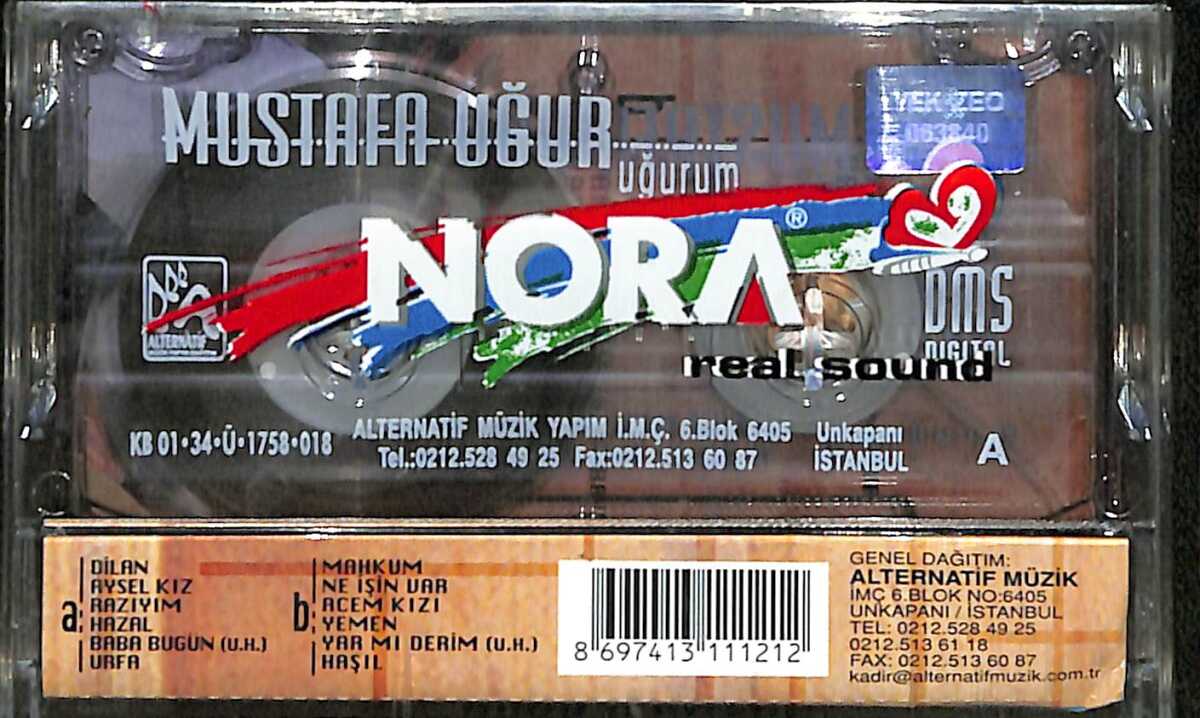 MUSTAFA UĞUR
uğurum
063840
NORA®
real sound
DMS
DIGITAL
ALTERNATİF
KB 01•34•Ü•1758•018
ALTERNATİF MÜZİK YAPIM İ.M.Ç. 6.Blok 6405 Unkapanı
Tel.:0212.528 49 25 Fax:0212.513 60 87 İSTANBUL
A
a:
DİLAN
AYSEL KIZ
RAZIYIM
HAZAL
BABA BUGÜN (U.H.)
URFA
b:
MAHKUM
NE İŞİN VAR
ACEM KIZI
YEMEN
YAR MI DERİM (U.H.)
HAŞIL
8 697413 111212
GENEL DAĞITIM:
ALTERNATİF MÜZİK
İMÇ 6.BLOK NO:6405
UNKAPANI / İSTANBUL
TEL: 0212.528 49 25
0212.513 61 18
FAX: 0212.513 60 87
kadir@alternatifmuzik.com.tr